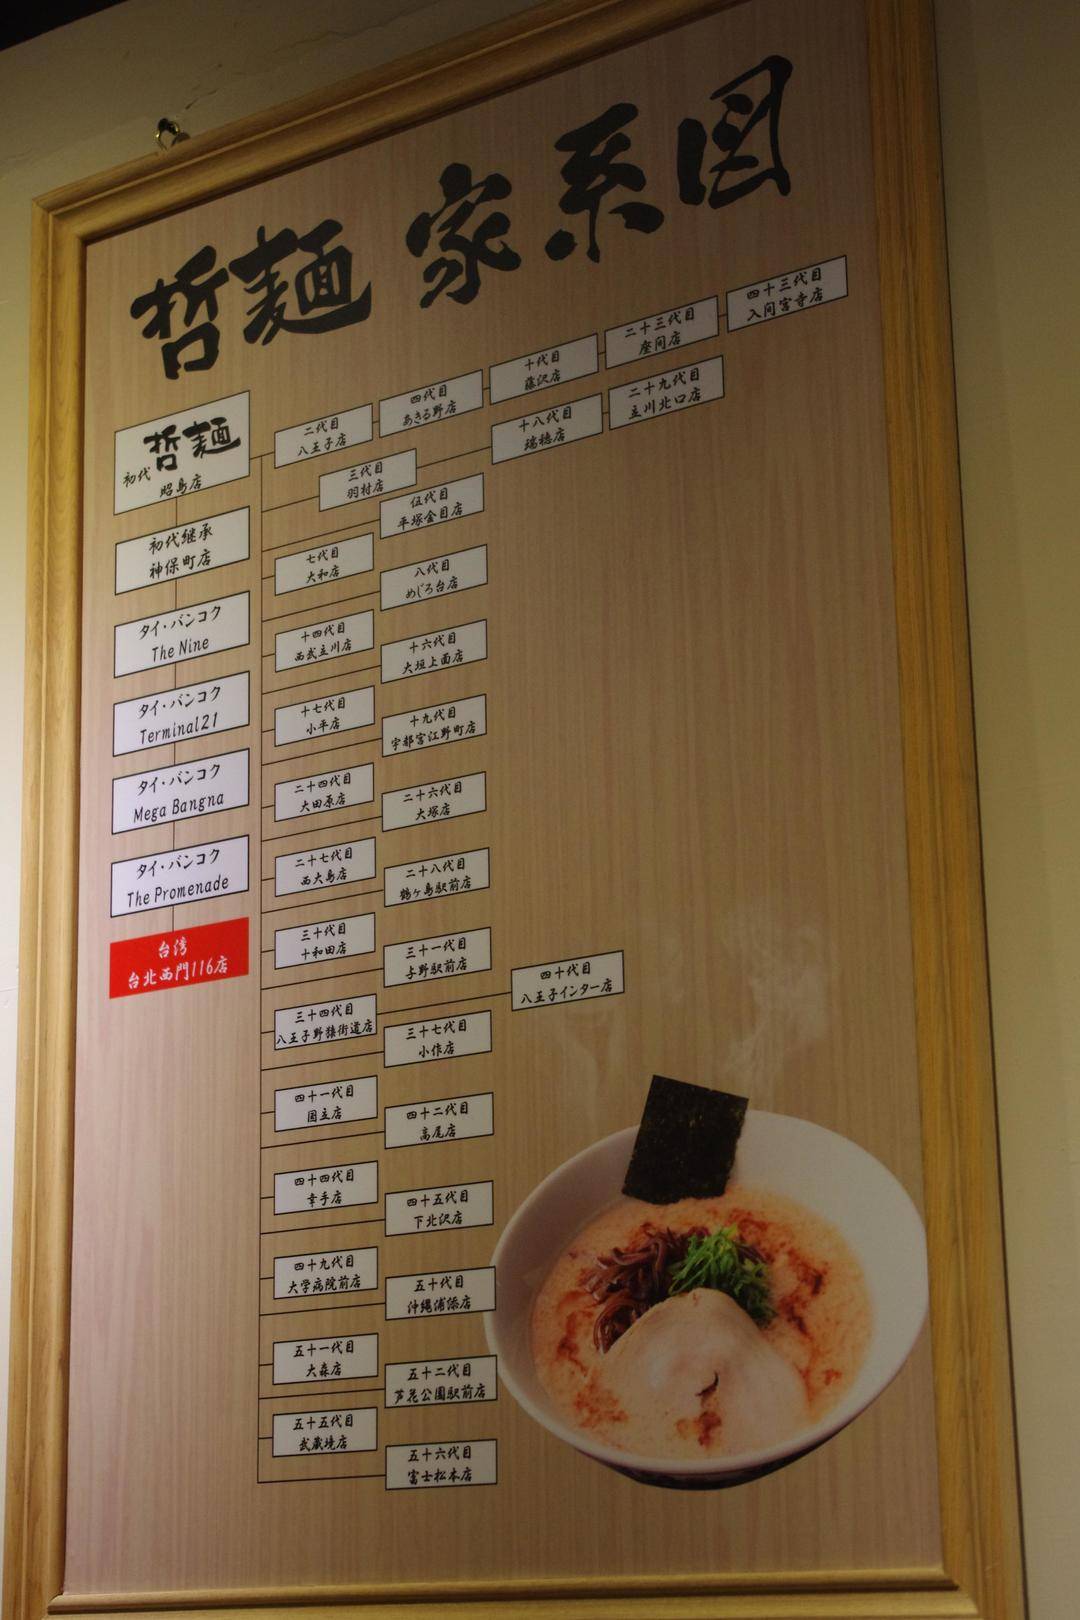 哲麺 家系図
哲麺
初代
昭島店
初代継承
神保町店
タイ・バンコク
The Nine
タイ・バンコク
Terminal21
タイ・バンコク
Mega Bangna
タイ・バンコク
The Promenade
台湾
台北西門116店
二代目
八王子店
四代目
あきる野店
十代目
藤沢店
二十三代目
座間店
四十三代目
入間宮寺店
三代目
羽村店
十八代目
瑞穂店
二十九代目
立川北口店
伍代目
平塚金目店
七代目
大和店
八代目
めじろ台店
十四代目
西武立川店
十六代目
大垣上面店
十七代目
小平店
十九代目
宇都宮江野町店
二十四代目
大田原店
二十六代目
大塚店
二十七代目
西大島店
二十八代目
鶴ヶ島駅前店
三十代目
十和田店
三十一代目
与野駅前店
三十四代目
八王子野猿街道店
四十代目
八王子インター店
三十七代目
小作店
四十一代目
国立店
四十二代目
高尾店
四十四代目
幸手店
四十五代目
下北沢店
四十九代目
大学病院前店
五十代目
沖縄浦添店
五十一代目
大森店
五十二代目
芦花公園駅前店
五十五代目
武蔵境店
五十六代目
富士松本店